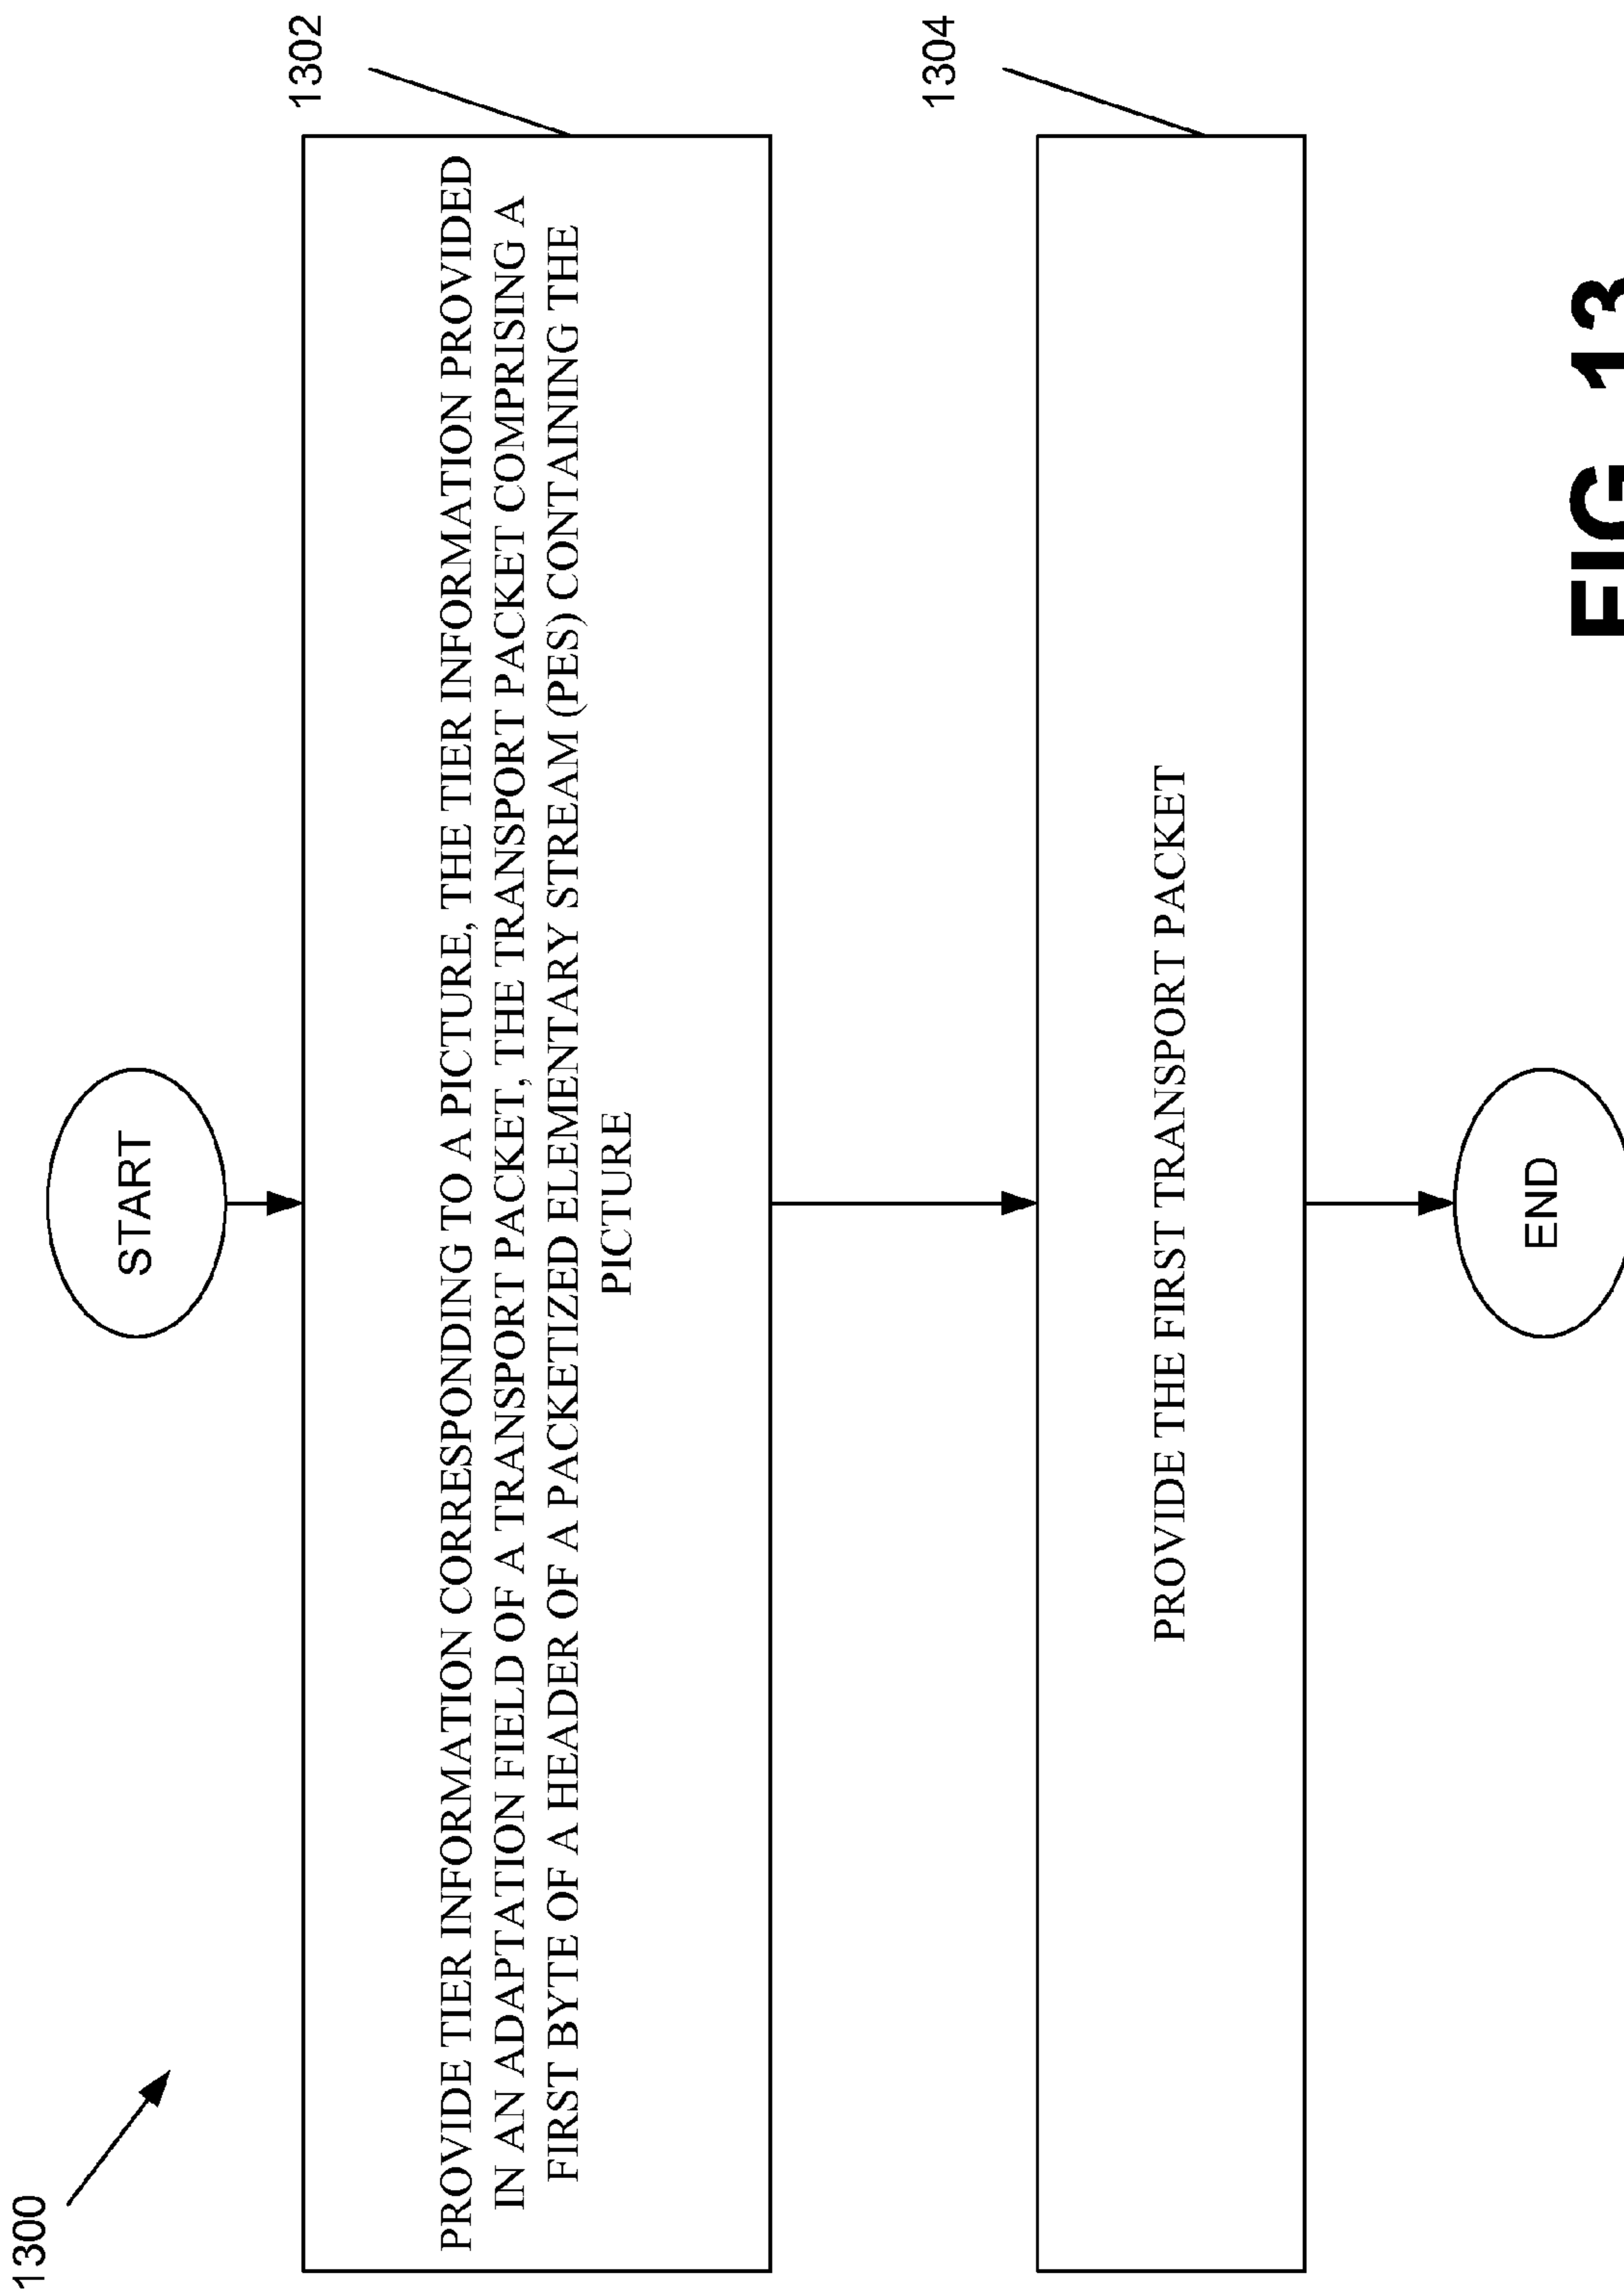 1300
START
1302
PROVIDE TIER INFORMATION CORRESPONDING TO A PICTURE, THE TIER INFORMATION PROVIDED
IN AN ADAPTATION FIELD OF A TRANSPORT PACKET, THE TRANSPORT PACKET COMPRISING A
FIRST BYTE OF A HEADER OF A PACKETIZED ELEMENTARY STREAM (PES) CONTAINING THE
PICTURE
1304
PROVIDE THE FIRST TRANSPORT PACKET
END
FIG. 13